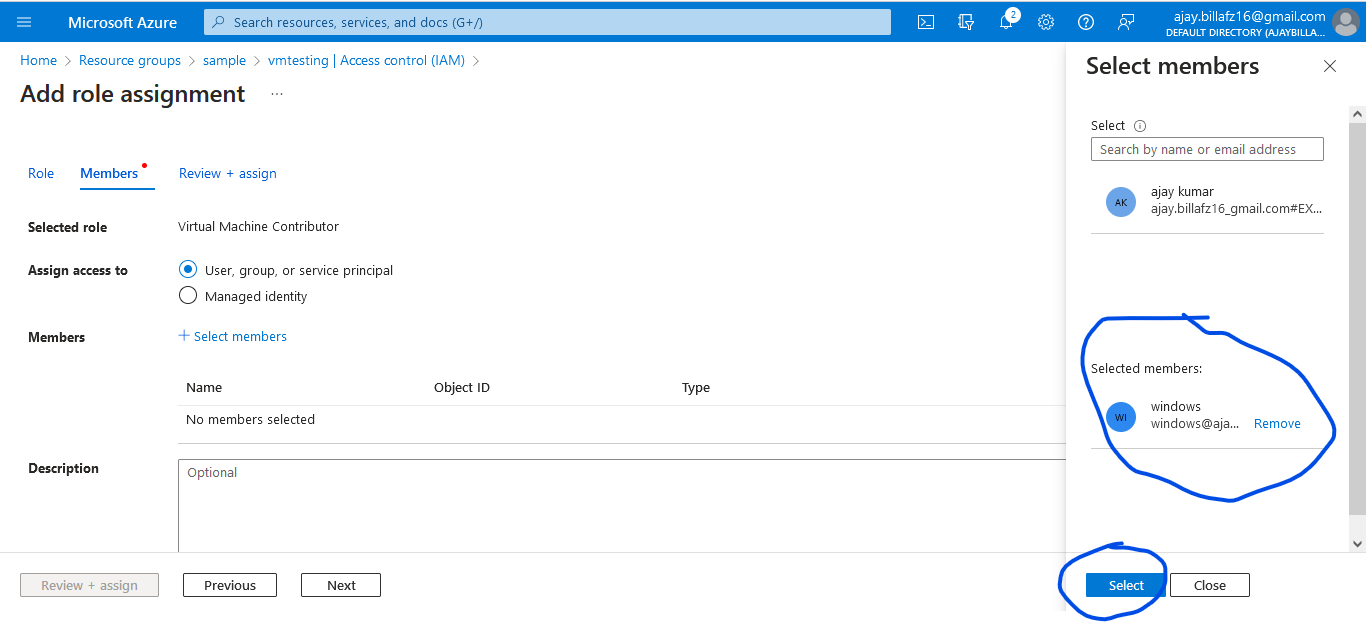 Microsoft Azure
Search resources, services, and docs (G+/)
2
ajay.billafz16@gmail.com
DEFAULT DIRECTORY (AJAYBILLA...
Home > Resource groups > sample > vmtesting | Access control (IAM) >
Add role assignment ...
Role Members Review + assign
Selected role Virtual Machine Contributor
Assign access to User, group, or service principal
Managed identity
Members + Select members
Name Object ID Type
No members selected
Description Optional
Review + assign Previous Next
Select members
Select
Search by name or email address
AK ajay kumar
ajay.billafz16_gmail.com#EX...
Selected members:
WI windows
windows@aja... Remove
Select Close